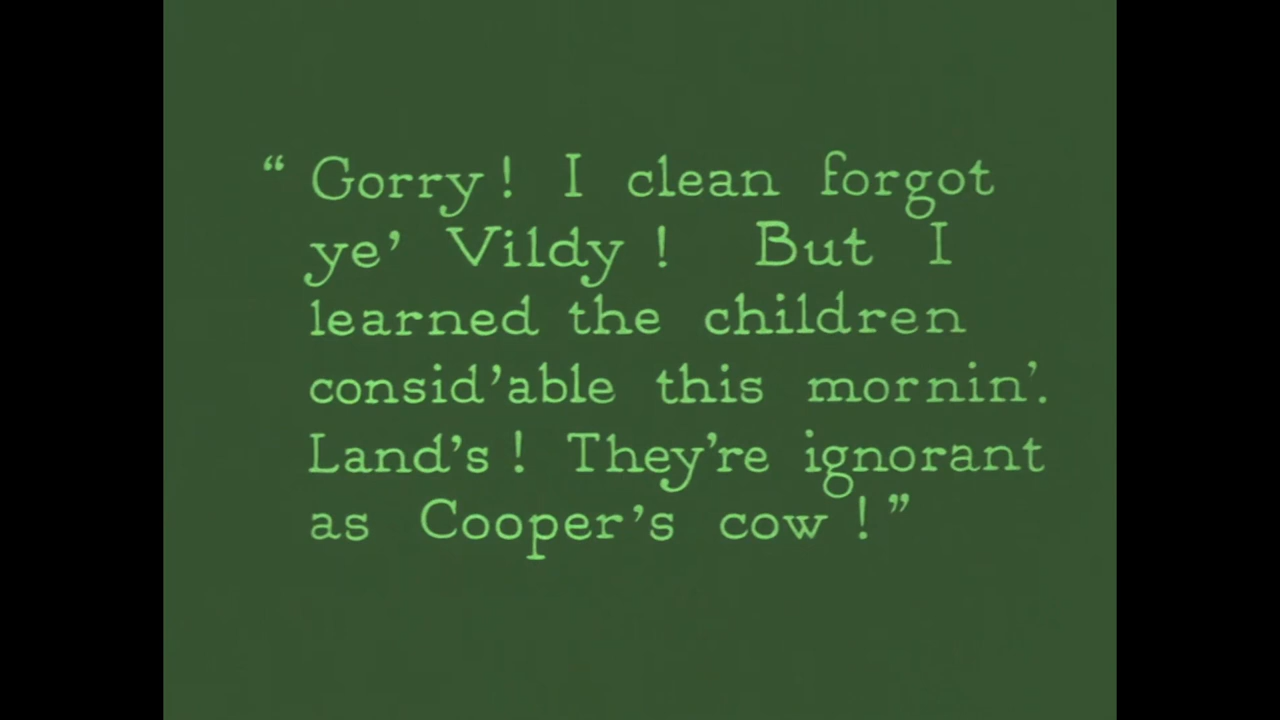 “ Gorry ! I clean forgot
ye’ Vildy ! But I
learned the children
consid’able this mornin’.
Land’s ! They’re ignorant
as Cooper’s cow ! ”